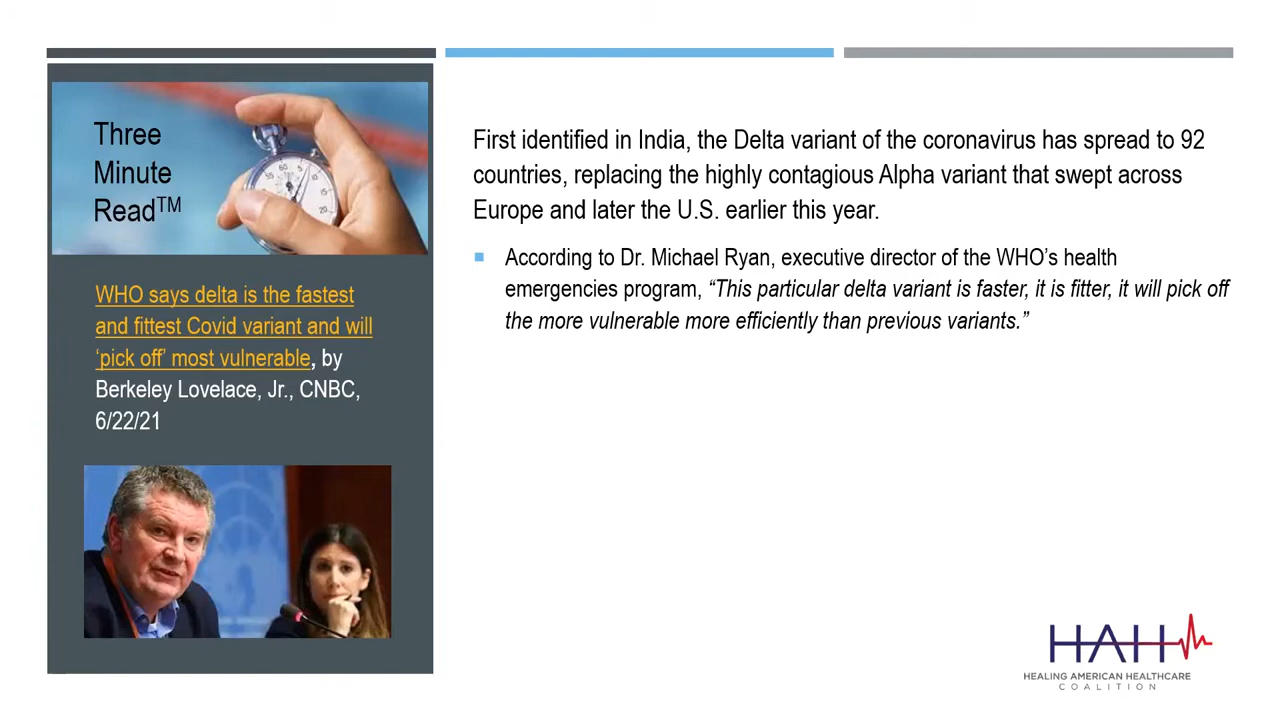 Three
Minute
Read™
WHO says delta is the fastest
and fittest Covid variant and will
‘pick off’ most vulnerable, by
Berkeley Lovelace, Jr., CNBC,
6/22/21
First identified in India, the Delta variant of the coronavirus has spread to 92
countries, replacing the highly contagious Alpha variant that swept across
Europe and later the U.S. earlier this year.
According to Dr. Michael Ryan, executive director of the WHO’s health
emergencies program, “This particular delta variant is faster, it is fitter, it will pick off
the more vulnerable more efficiently than previous variants.”
HAH
HEALING AMERICAN HEALTHCARE
COALITION